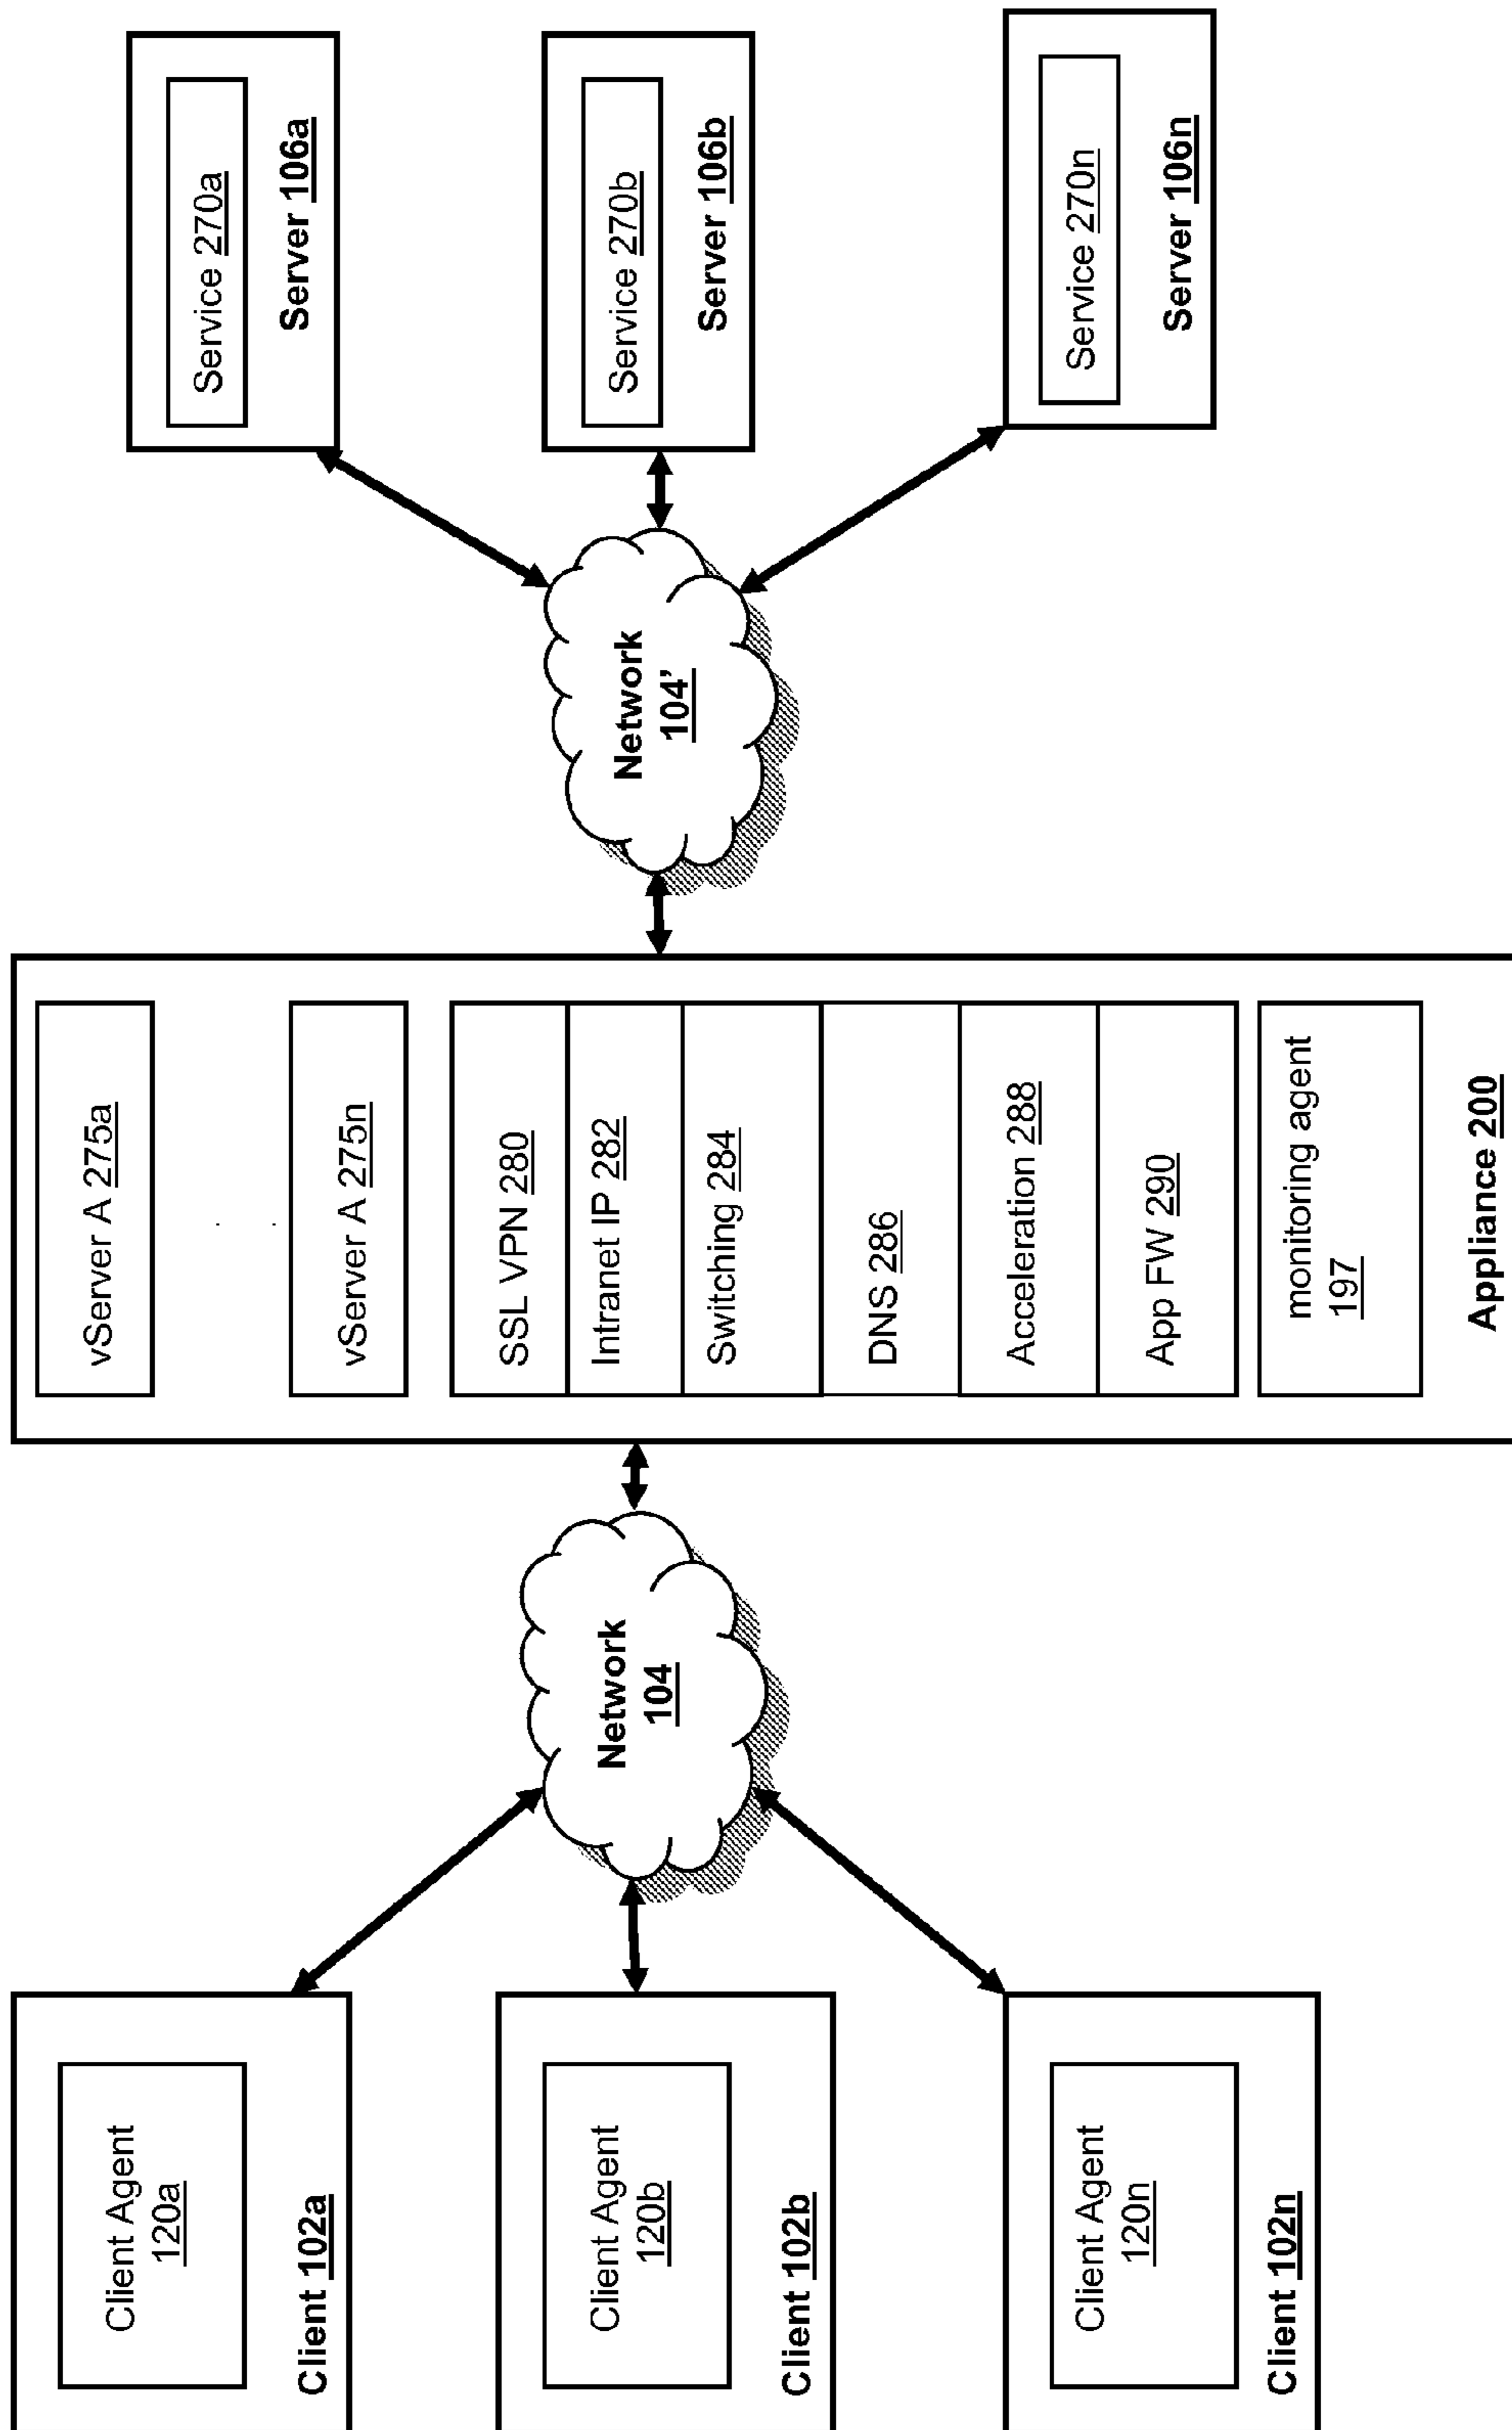 Client Agent
120a
Client 102a
Client Agent
120b
Client 102b
Client Agent
120n
Client 102n
Network
104
vServer A 275a
vServer A 275n
SSL VPN 280
Intranet IP 282
Switching 284
DNS 286
Acceleration 288
App FW 290
monitoring agent
197
Appliance 200
Network
104'
Service 270a
Server 106a
Service 270b
Server 106b
Service 270n
Server 106n